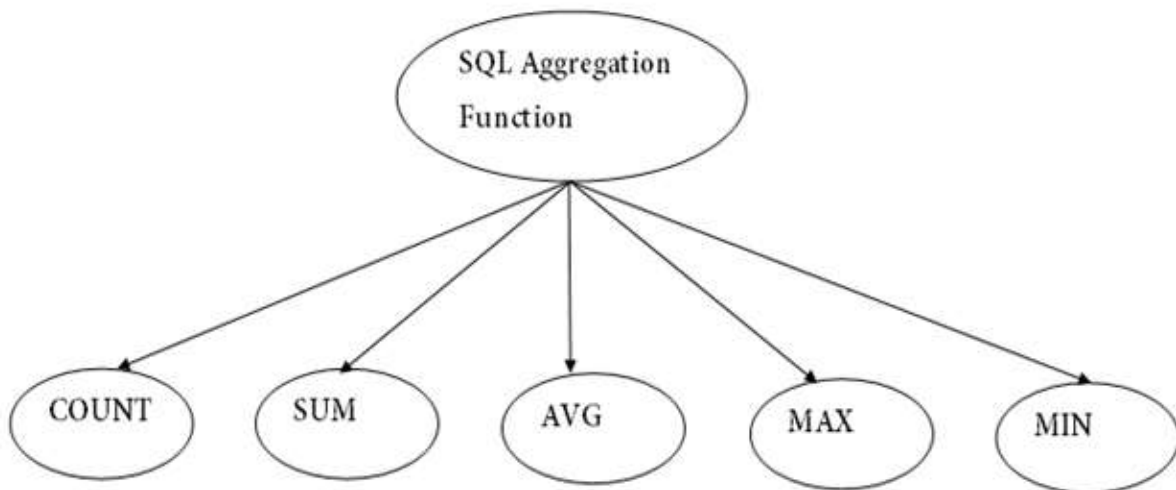 SQL Aggregation
Function
COUNT
SUM
AVG
MAX
MIN